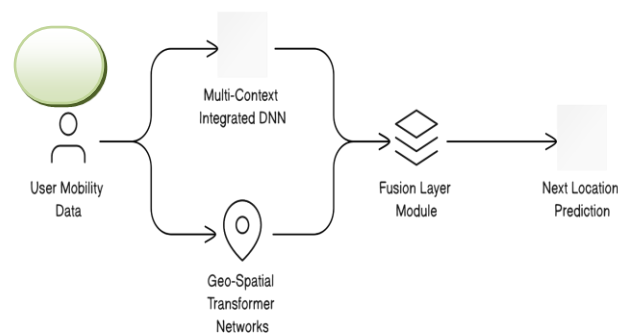 Multi-Context
Integrated DNN
User Mobility
Data
Fusion Layer
Module
Next Location
Prediction
Geo-Spatial
Transformer
Networks